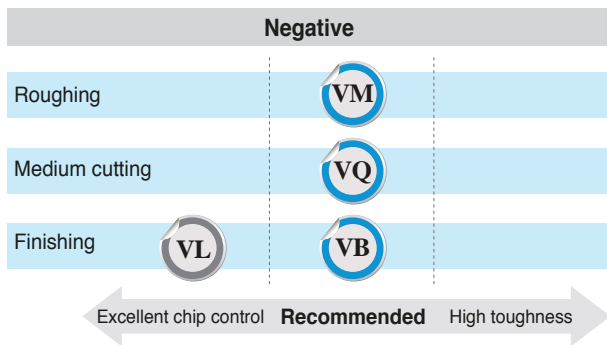 Negative
Roughing VM
Medium cutting VQ
Finishing VL VB
Excellent chip control Recommended High toughness